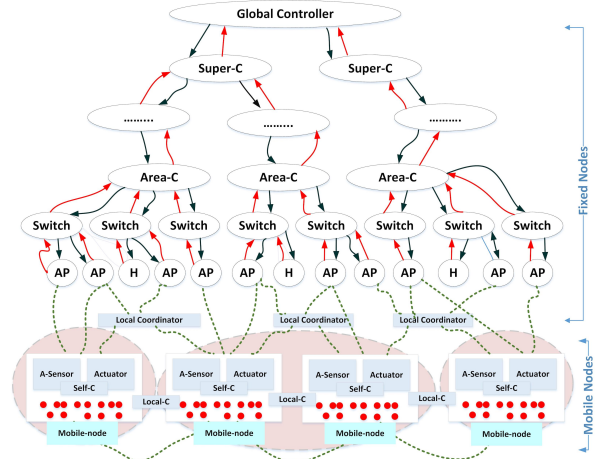 Global Controller
Super-C
Super-C
.........
.........
.........
Area-C
Area-C
Area-C
Switch
Switch
Switch
Switch
Switch
Switch
Switch
Switch
AP
AP
H
AP
AP
AP
H
AP
AP
AP
H
AP
AP
Fixed Nodes
Local Coordinator
Local Coordinator
Local Coordinator
A-Sensor
Actuator
Self-C
A-Sensor
Actuator
Self-C
A-Sensor
Actuator
Self-C
A-Sensor
Actuator
Self-C
Local-C
Local-C
Local-C
Mobile-node
Mobile-node
Mobile-node
Mobile-node
Mobile Nodes